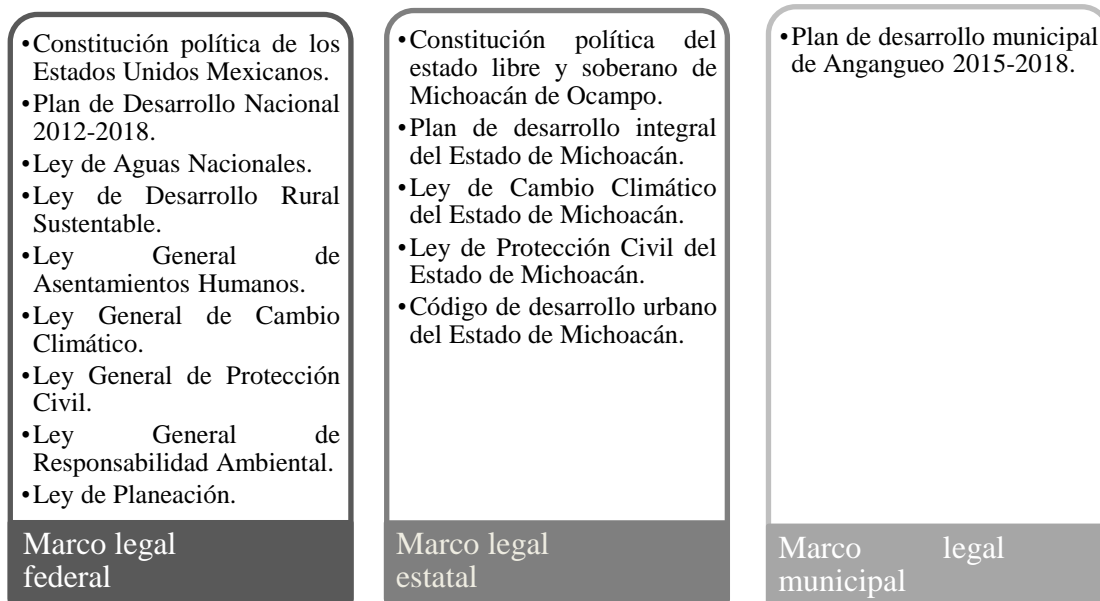 •Constitución política de los
Estados Unidos Mexicanos.
•Plan de Desarrollo Nacional
2012-2018.
•Ley de Aguas Nacionales.
•Ley de Desarrollo Rural
Sustentable.
•Ley General de
Asentamientos Humanos.
•Ley General de Cambio
Climático.
•Ley General de Protección
Civil.
•Ley General de
Responsabilidad Ambiental.
•Ley de Planeación.
Marco legal
federal
•Constitución política del
estado libre y soberano de
Michoacán de Ocampo.
•Plan de desarrollo integral
del Estado de Michoacán.
•Ley de Cambio Climático
del Estado de Michoacán.
•Ley de Protección Civil del
Estado de Michoacán.
•Código de desarrollo urbano
del Estado de Michoacán.
Marco legal
estatal
•Plan de desarrollo municipal
de Angangueo 2015-2018.
Marco legal
municipal